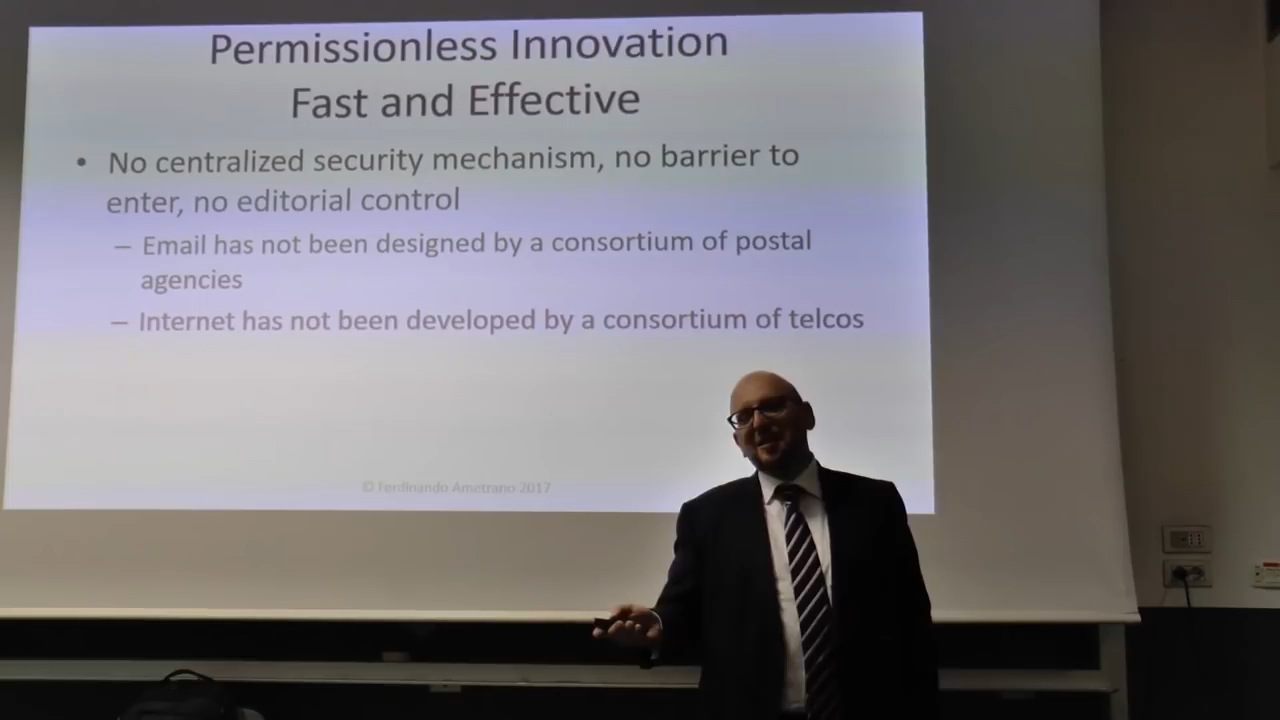 Permissionless Innovation
Fast and Effective
• No centralized security mechanism, no barrier to
enter, no editorial control
– Email has not been designed by a consortium of postal
agencies
– Internet has not been developed by a consortium of telcos
© Ferdinando Ametrano 2017